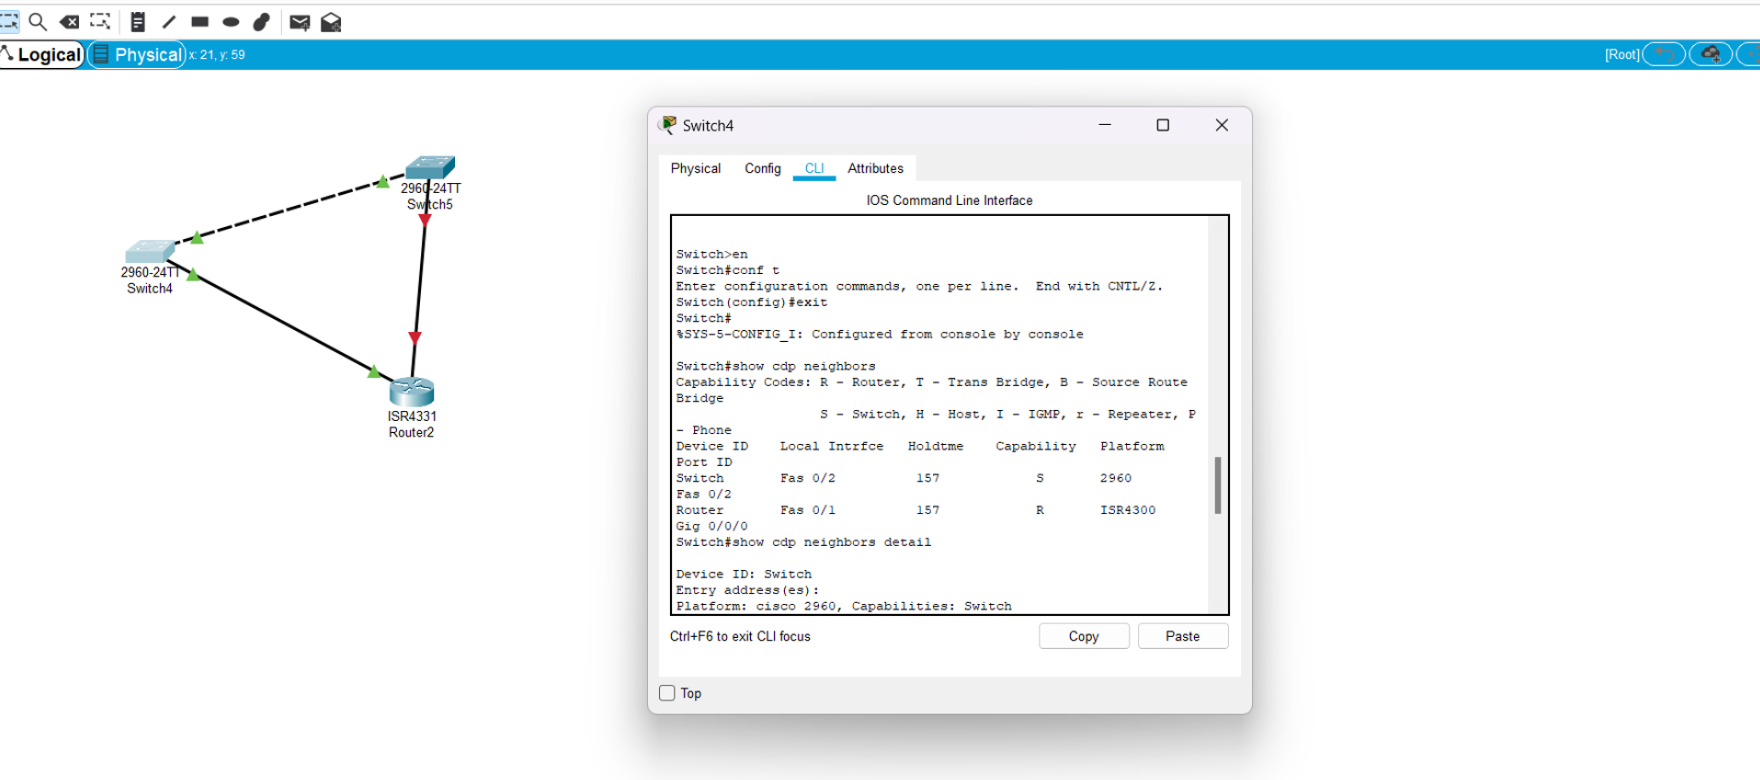 Logical
Physical
x: 21, y: 59
[Root]
2960-24TT
Switch5
2960-24TT
Switch4
ISR4331
Router2
Switch4
Physical Config CLI Attributes
IOS Command Line Interface
Switch>en
Switch#conf t
Enter configuration commands, one per line.  End with CNTL/Z.
Switch(config)#exit
Switch#
%SYS-5-CONFIG_I: Configured from console by console
Switch#show cdp neighbors
Capability Codes: R - Router, T - Trans Bridge, B - Source Route
Bridge
S - Switch, H - Host, I - IGMP, r - Repeater, P
- Phone
Device ID    Local Intrfce   Holdtme    Capability   Platform
Port ID
Switch       Fas 0/2          157            S       2960
Fas 0/2
Router       Fas 0/1          157            R       ISR4300
Gig 0/0/0
Switch#show cdp neighbors detail
Device ID: Switch
Entry address(es):
Platform: cisco 2960, Capabilities: Switch
Ctrl+F6 to exit CLI focus
Copy
Paste
Top